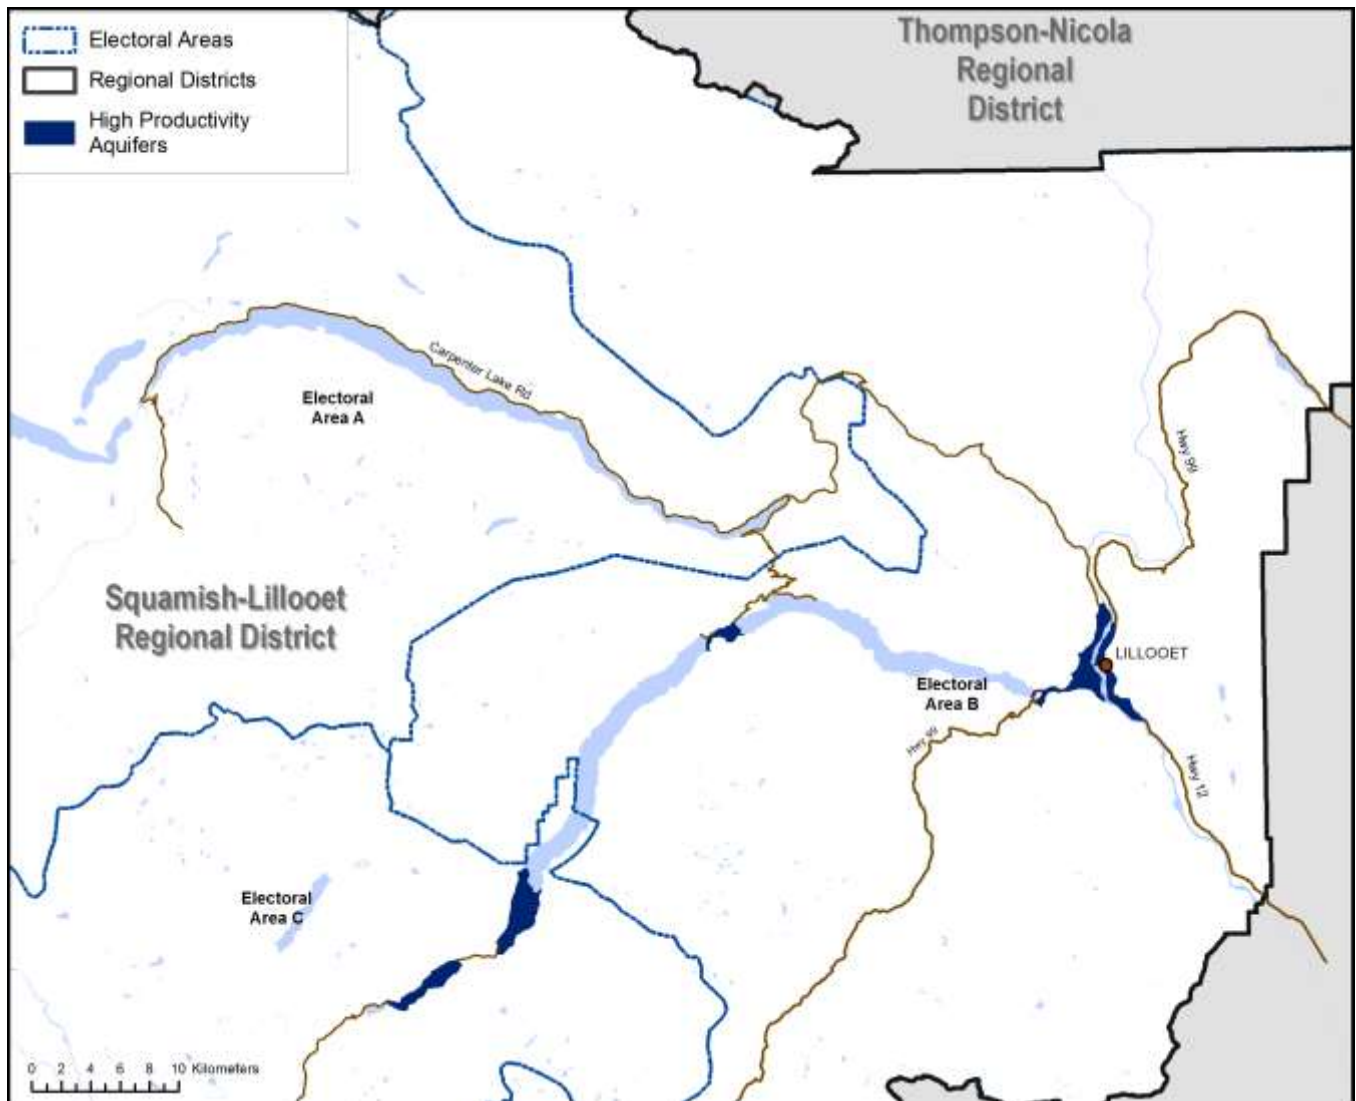 Electoral Areas
Regional Districts
High Productivity
Aquifers
Thompson-Nicola
Regional
District
Carpenter Lake Rd
Electoral
Area A
Hwy 99
Squamish-Lillooet
Regional District
LILLOOET
Electoral
Area B
Hwy 99
Hwy 12
Electoral
Area C
0 2 4 6 8 10 Kilometers